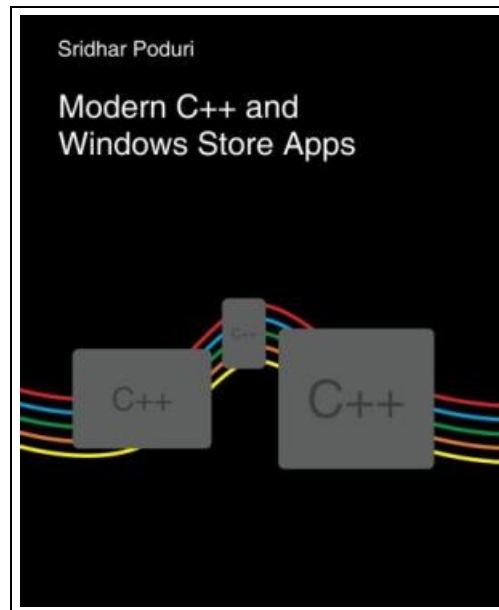 Sridhar Poduri
Modern C++ and
Windows Store Apps
C++
C++
C++